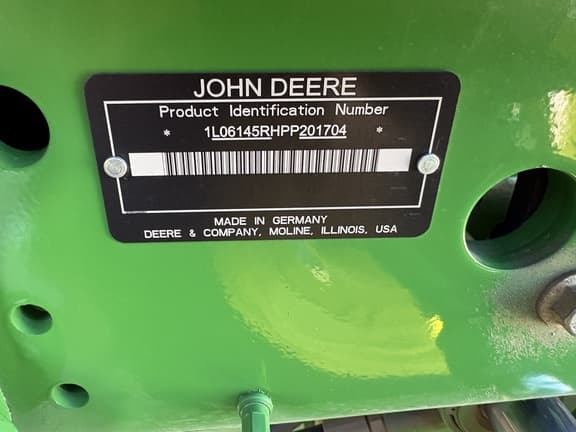 JOHN DEERE
Product Identification Number
* 1L06145RHPP201704 *
MADE IN GERMANY
DEERE & COMPANY, MOLINE, ILLINOIS, USA